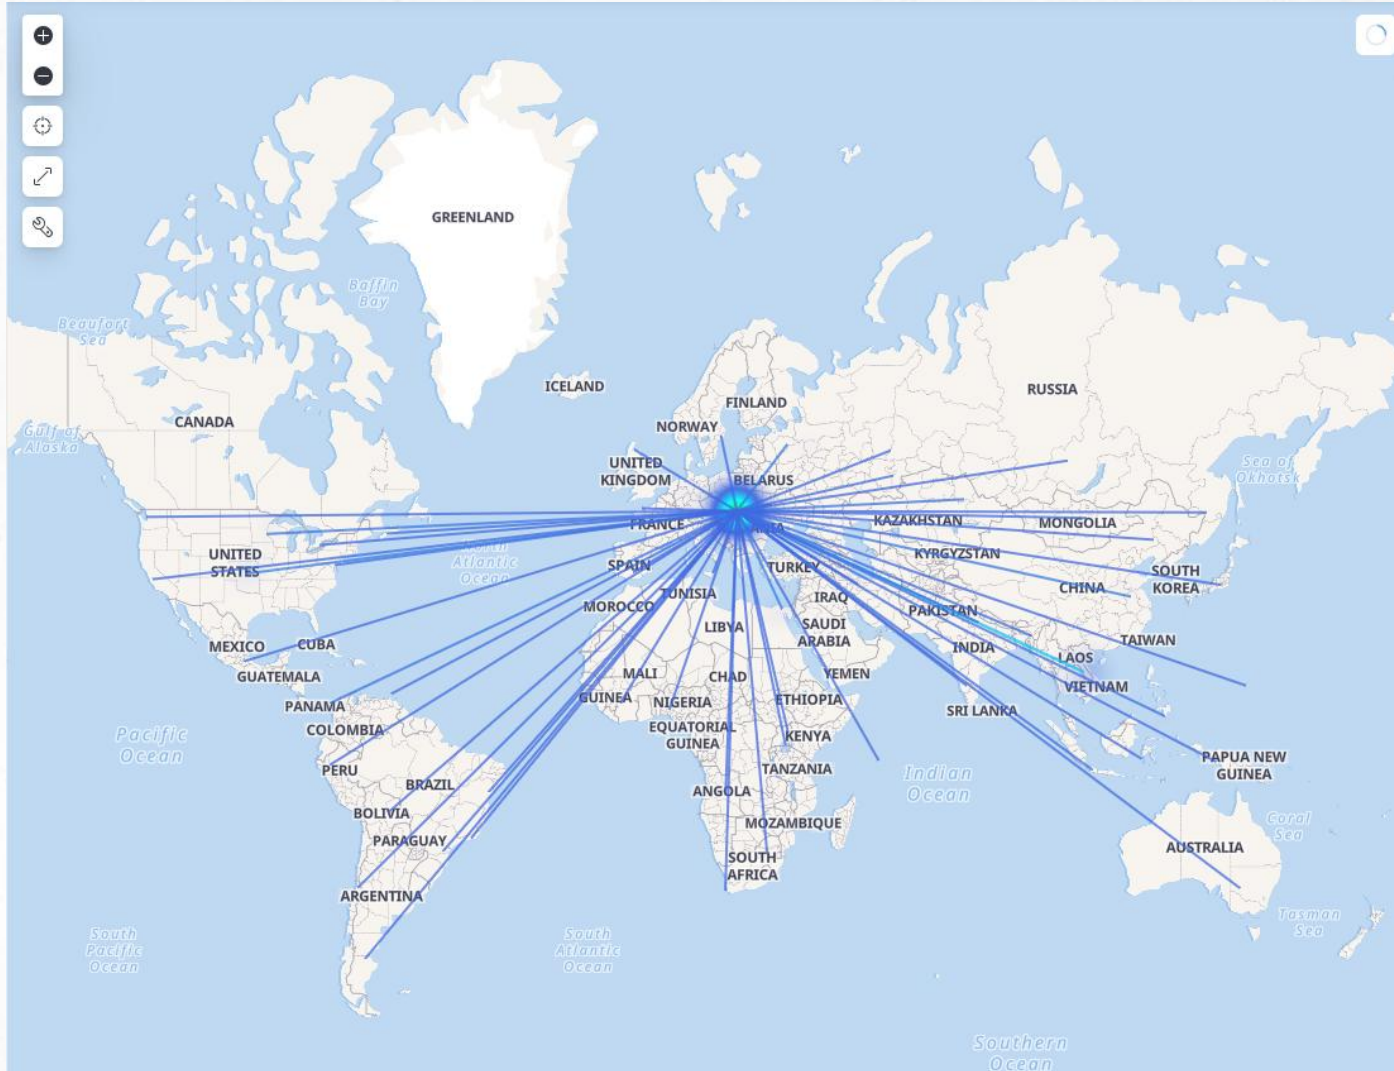 GREENLAND
Baffin
Bay
Beaufort
Sea
ICELAND
RUSSIA
FINLAND
CANADA
NORWAY
Gulf of
Alaska
UNITED
KINGDOM
Sea of
Okhotsk
BELARUS
FRANCE
KAZAKHSTAN
MONGOLIA
UNITED
STATES
Atlantic
Ocean
KYRGYZSTAN
SPAIN
TURKEY
SOUTH
KOREA
CHINA
TUNISIA
IRAQ
MOROCCO
PAKISTAN
LIBYA
SAUDI
ARABIA
TAIWAN
MEXICO
CUBA
INDIA
LAOS
GUATEMALA
MALI
CHAD
YEMEN
VIETNAM
GUINEA
NIGERIA
ETHIOPIA
PANAMA
SRI LANKA
COLOMBIA
EQUATORIAL
GUINEA
KENYA
Pacific
Ocean
PERU
TANZANIA
PAPUA NEW
GUINEA
Indian
Ocean
BRAZIL
ANGOLA
BOLIVIA
MOZAMBIQUE
Coral
Sea
PARAGUAY
AUSTRALIA
SOUTH
AFRICA
ARGENTINA
Tasman
Sea
South
Pacific
Ocean
South
Atlantic
Ocean
Southern
Ocean